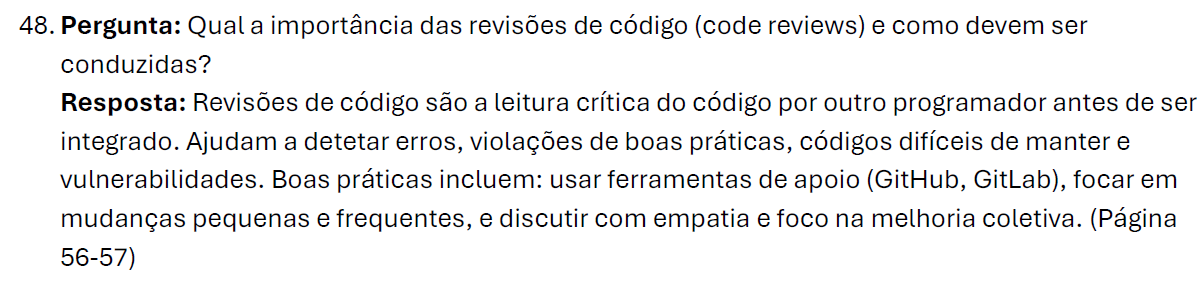 48. Pergunta: Qual a importância das revisões de código (code reviews) e como devem ser
conduzidas?
Resposta: Revisões de código são a leitura crítica do código por outro programador antes de ser
integrado. Ajudam a detetar erros, violações de boas práticas, códigos difíceis de manter e
vulnerabilidades. Boas práticas incluem: usar ferramentas de apoio (GitHub, GitLab), focar em
mudanças pequenas e frequentes, e discutir com empatia e foco na melhoria coletiva. (Página
56-57)